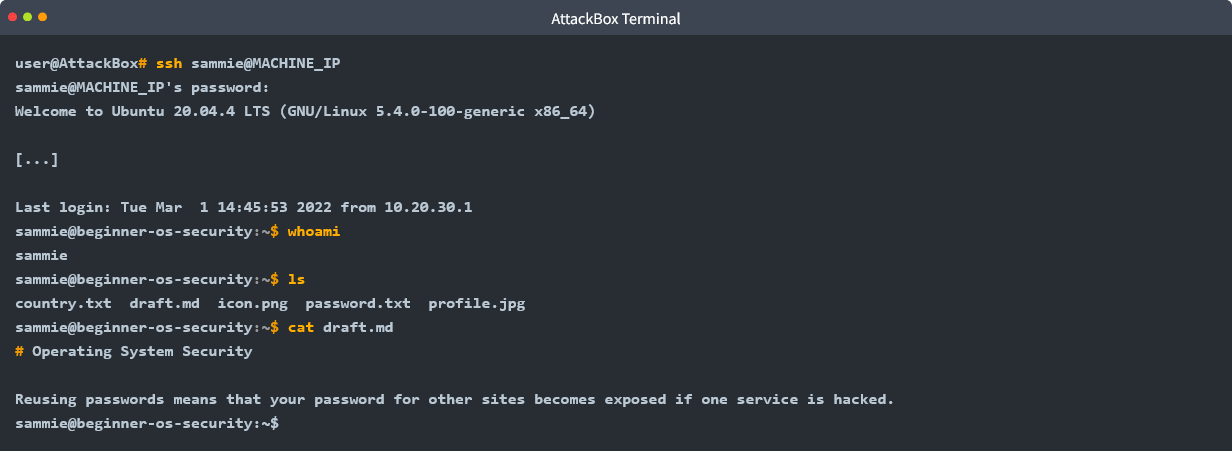 AttackBox Terminal
user@AttackBox# ssh sammie@MACHINE_IP
sammie@MACHINE_IP's password:
Welcome to Ubuntu 20.04.4 LTS (GNU/Linux 5.4.0-100-generic x86_64)
[...]
Last login: Tue Mar  1 14:45:53 2022 from 10.20.30.1
sammie@beginner-os-security:~$ whoami
sammie
sammie@beginner-os-security:~$ ls
country.txt  draft.md  icon.png  password.txt  profile.jpg
sammie@beginner-os-security:~$ cat draft.md
# Operating System Security
Reusing passwords means that your password for other sites becomes exposed if one service is hacked.
sammie@beginner-os-security:~$